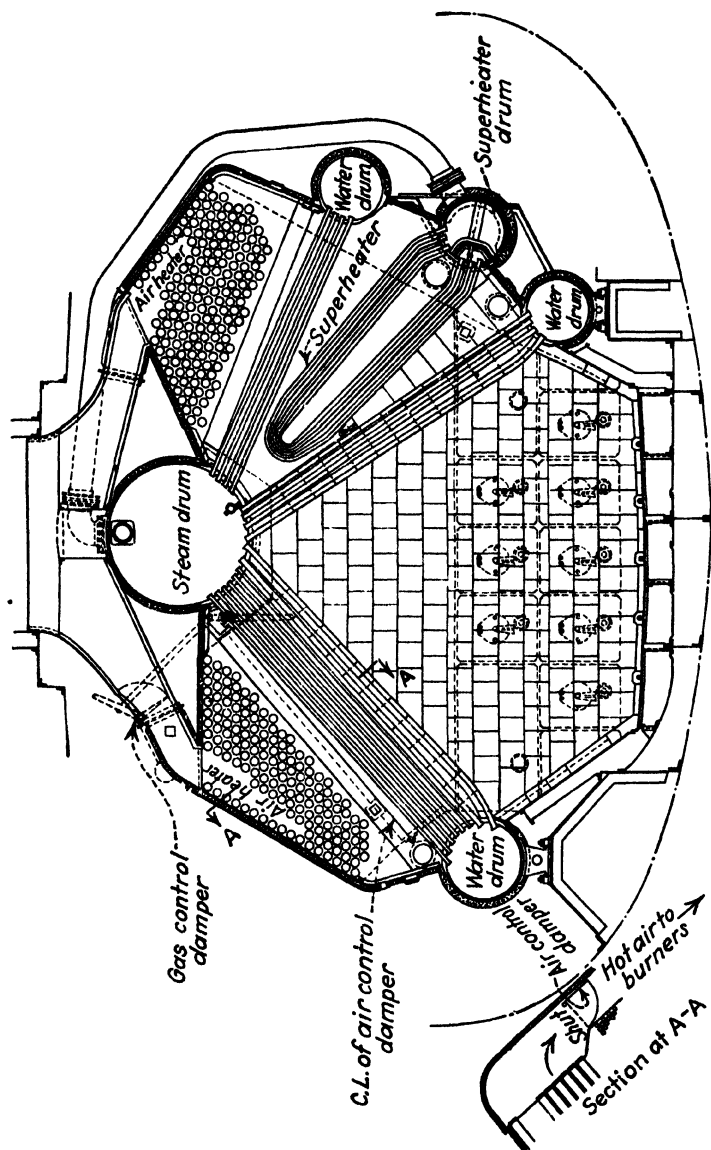 Superheater
drum
Water
drum
Air heater
Superheater
Water
drum
Steam drum
A
Air heater
A
Gas control
damper
Water
drum
C.L. of air control
damper
Air control
damper
Shut
Hot air to
burners
Section at A-A